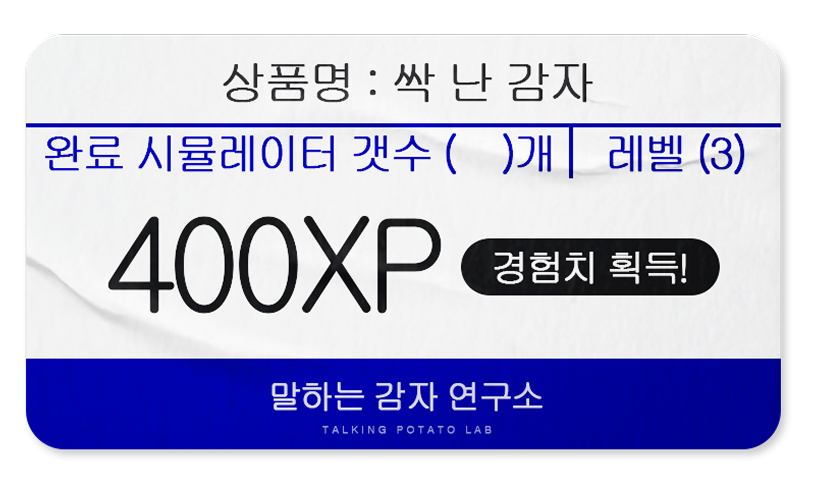 상품명 : 싹 난 감자
완료 시뮬레이터 갯수 (    )개 | 레벨 (3)
400XP 경험치 획득!
말하는 감자 연구소
TALKING POTATO LAB